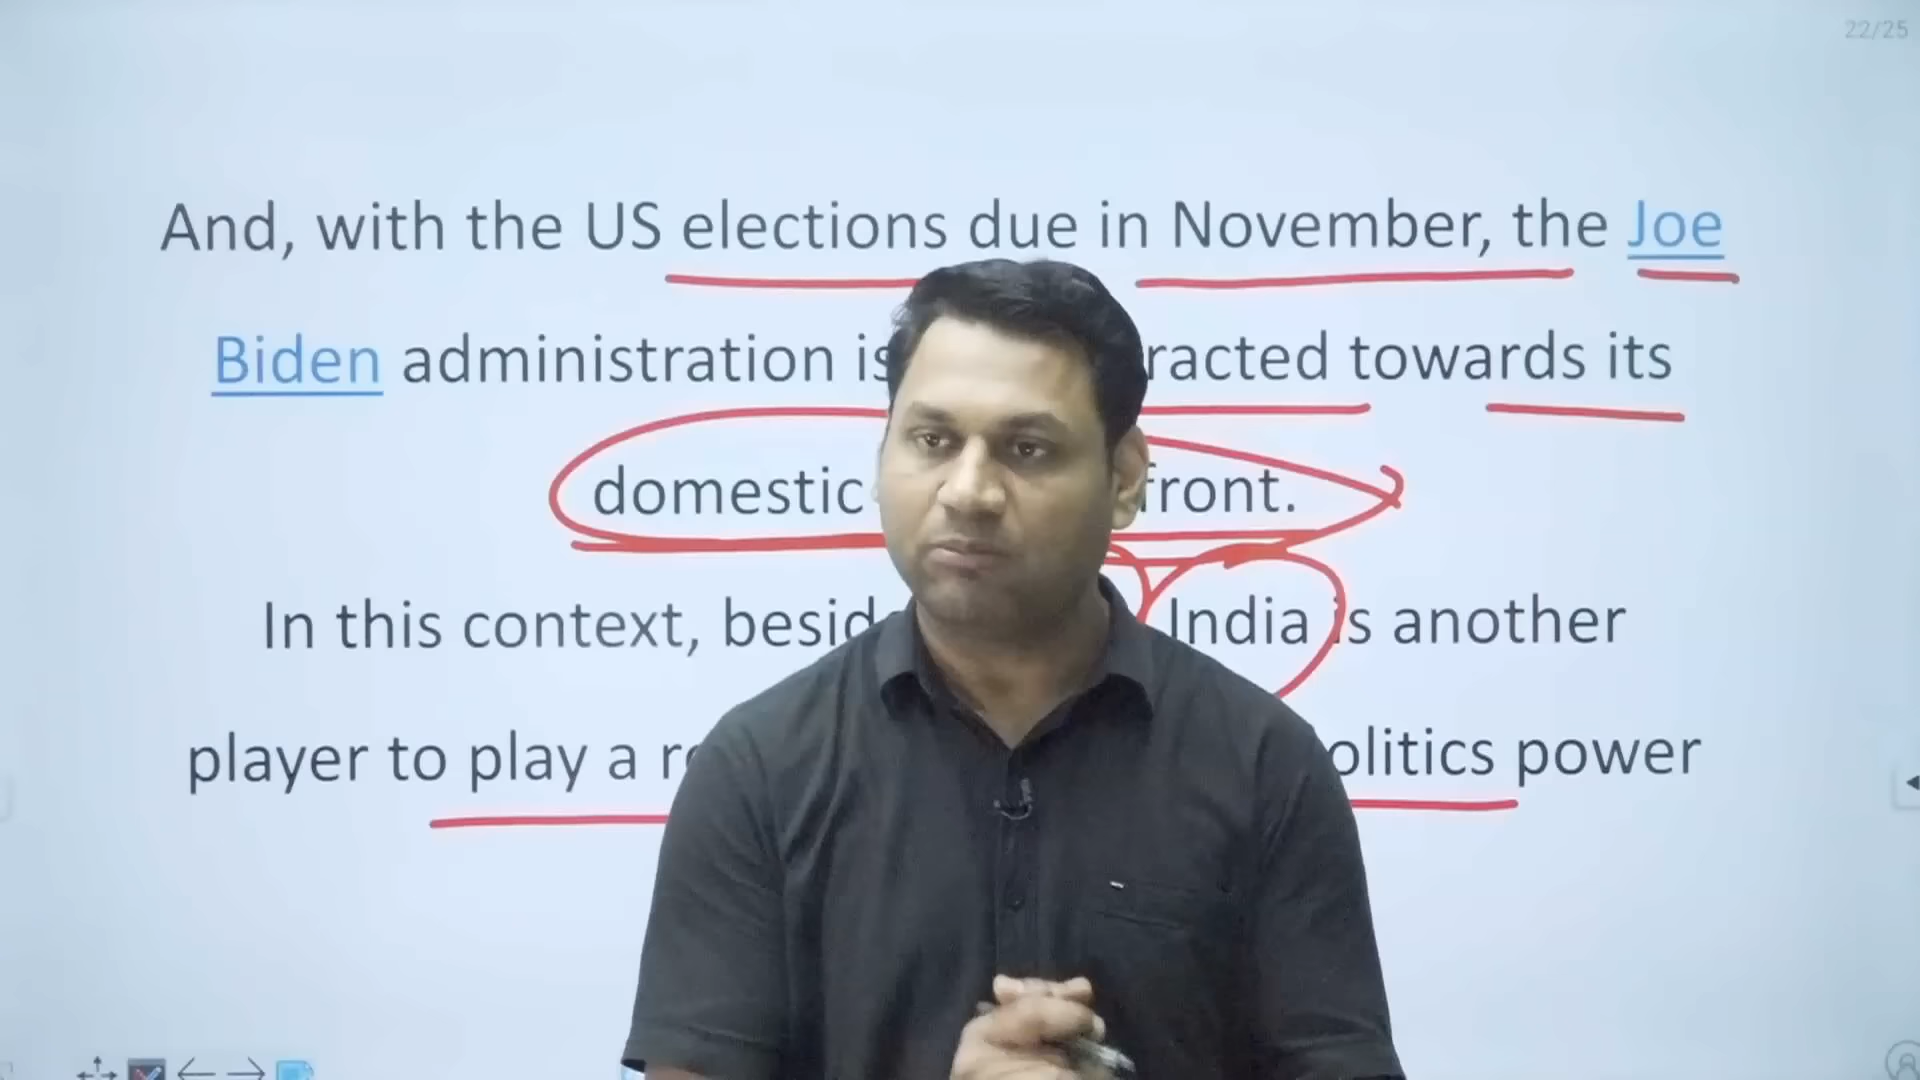 22/25
And, with the US elections due in November, the Joe
Biden administration is racted towards its
domestic front.
In this context, India is another
player to play a olitics power